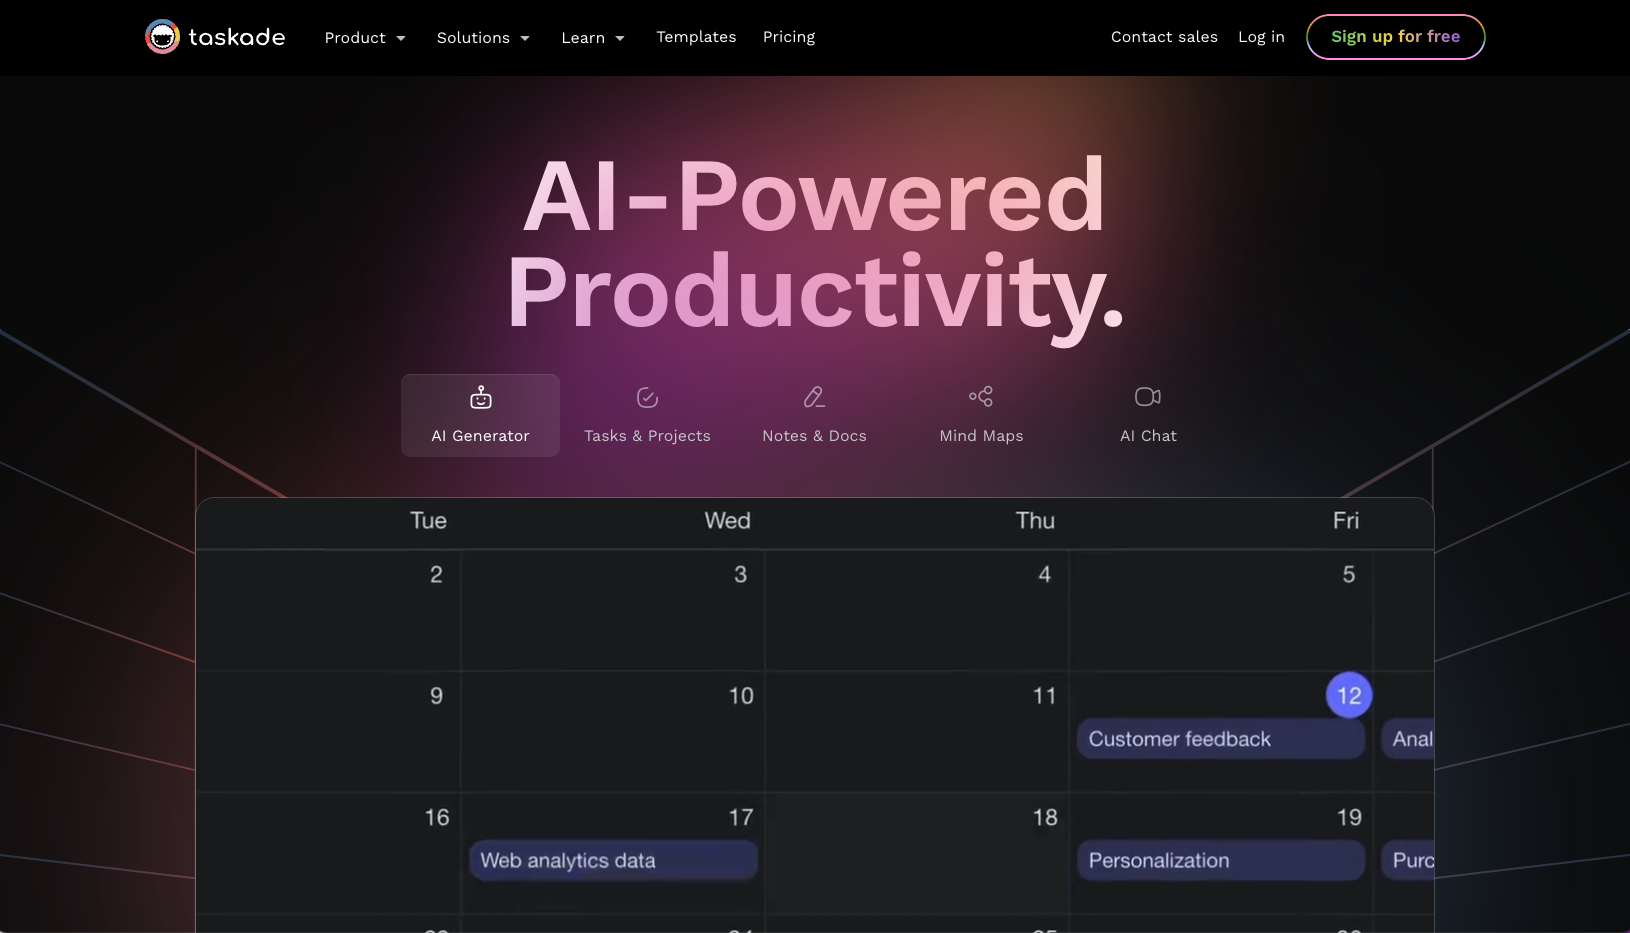 taskade Product Solutions Learn Templates Pricing Contact sales Log in Sign up for free
AI-Powered
Productivity.
AI Generator Tasks & Projects Notes & Docs Mind Maps AI Chat
Tue Wed Thu Fri
2 3 4 5
9 10 11 12
Customer feedback Anal
16 17 18 19
Web analytics data Personalization Purc